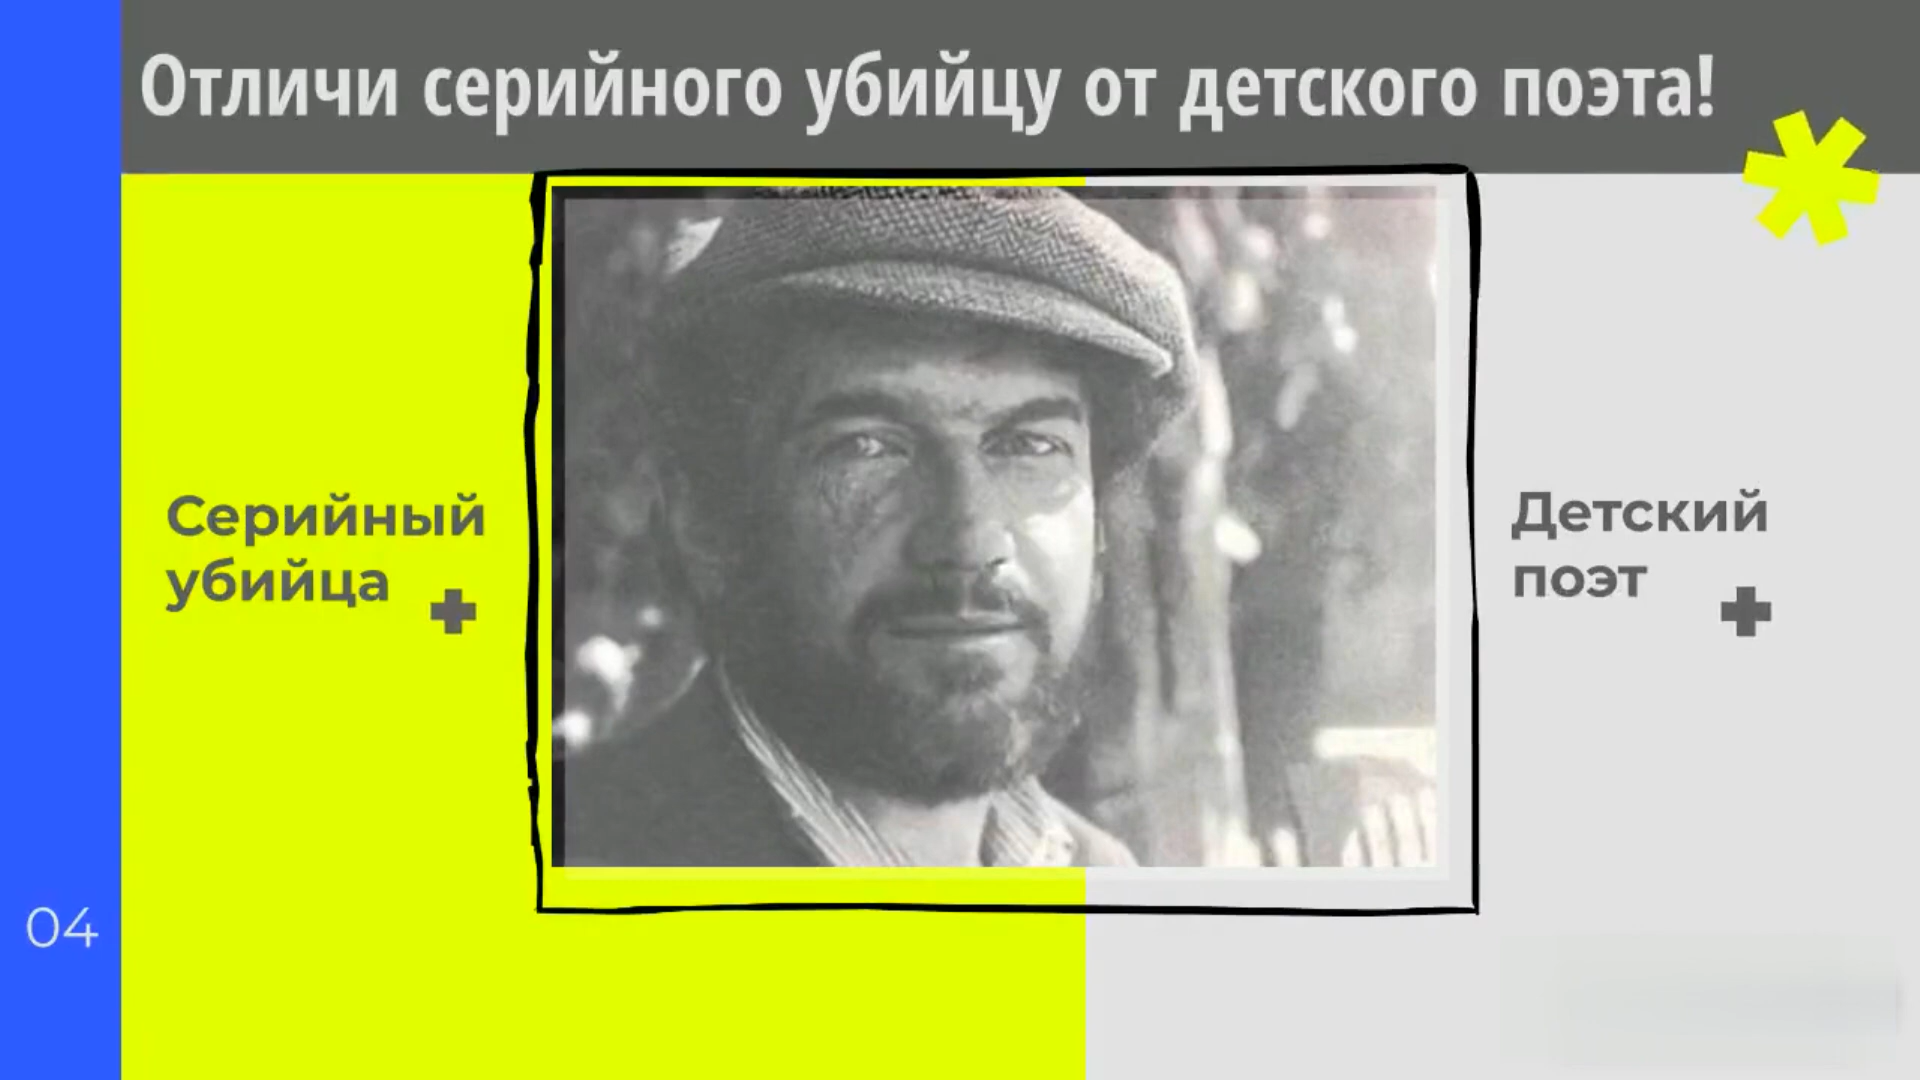 Отличи серийного убийцу от детского поэта!
Серийный
убийца
Детский
поэт
04